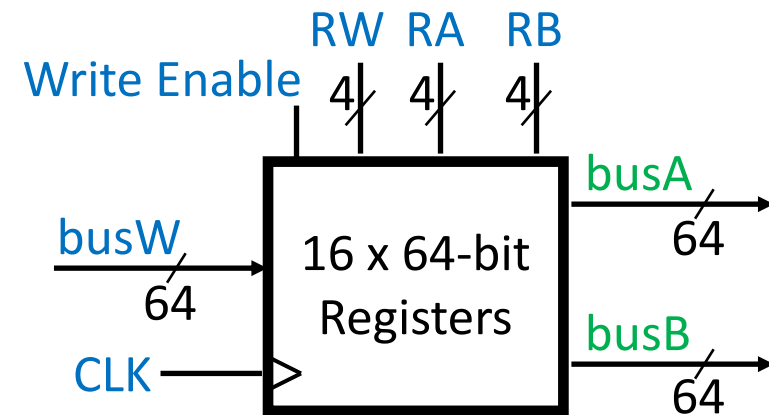 RW RA RB
Write Enable
4 4 4
busA
64
busW
64
16 x 64-bit
Registers
busB
64
CLK